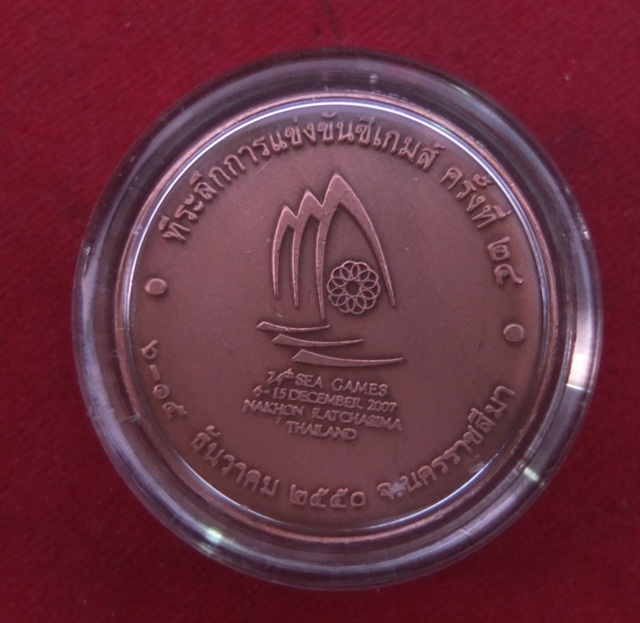 ที่ระลึกการแข่งขันซีเกมส์ ครั้งที่ ๒๔
24th SEA GAMES
6-15 DECEMBER 2007
NAKHON RATCHASIMA
THAILAND
๖-๑๕ ธันวาคม ๒๕๕๐ จ.นครราชสีมา